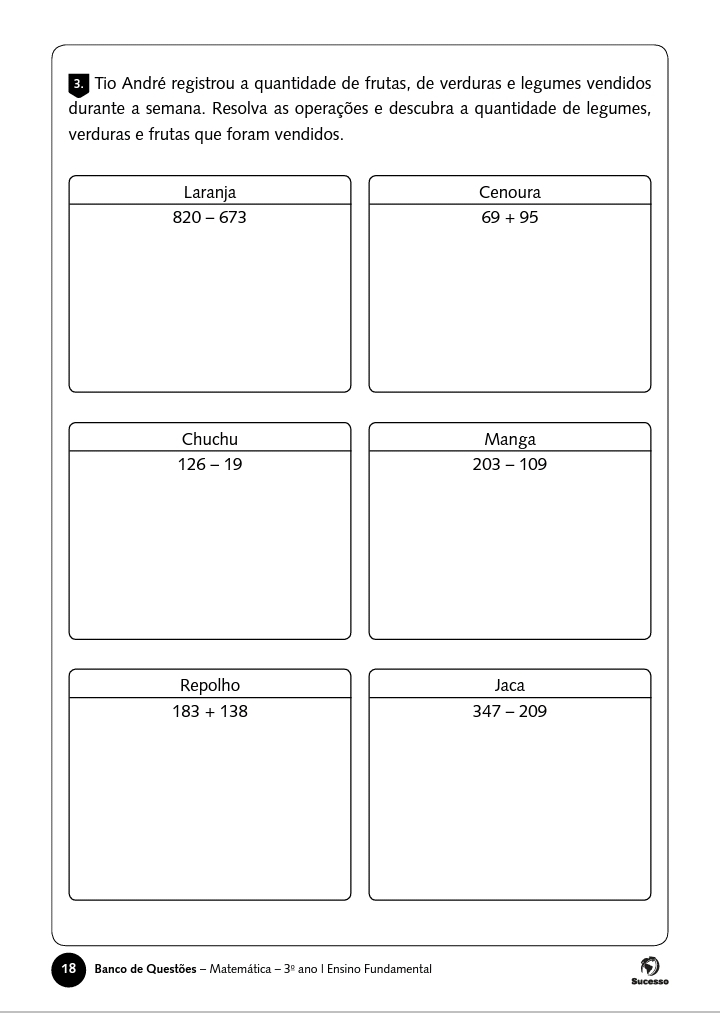 3. Tio André registrou a quantidade de frutas, de verduras e legumes vendidos
durante a semana. Resolva as operações e descubra a quantidade de legumes,
verduras e frutas que foram vendidos.
Laranja
820 – 673
Cenoura
69 + 95
Chuchu
126 – 19
Manga
203 – 109
Repolho
183 + 138
Jaca
347 – 209
18 Banco de Questões – Matemática – 3º ano I Ensino Fundamental
Sucesso